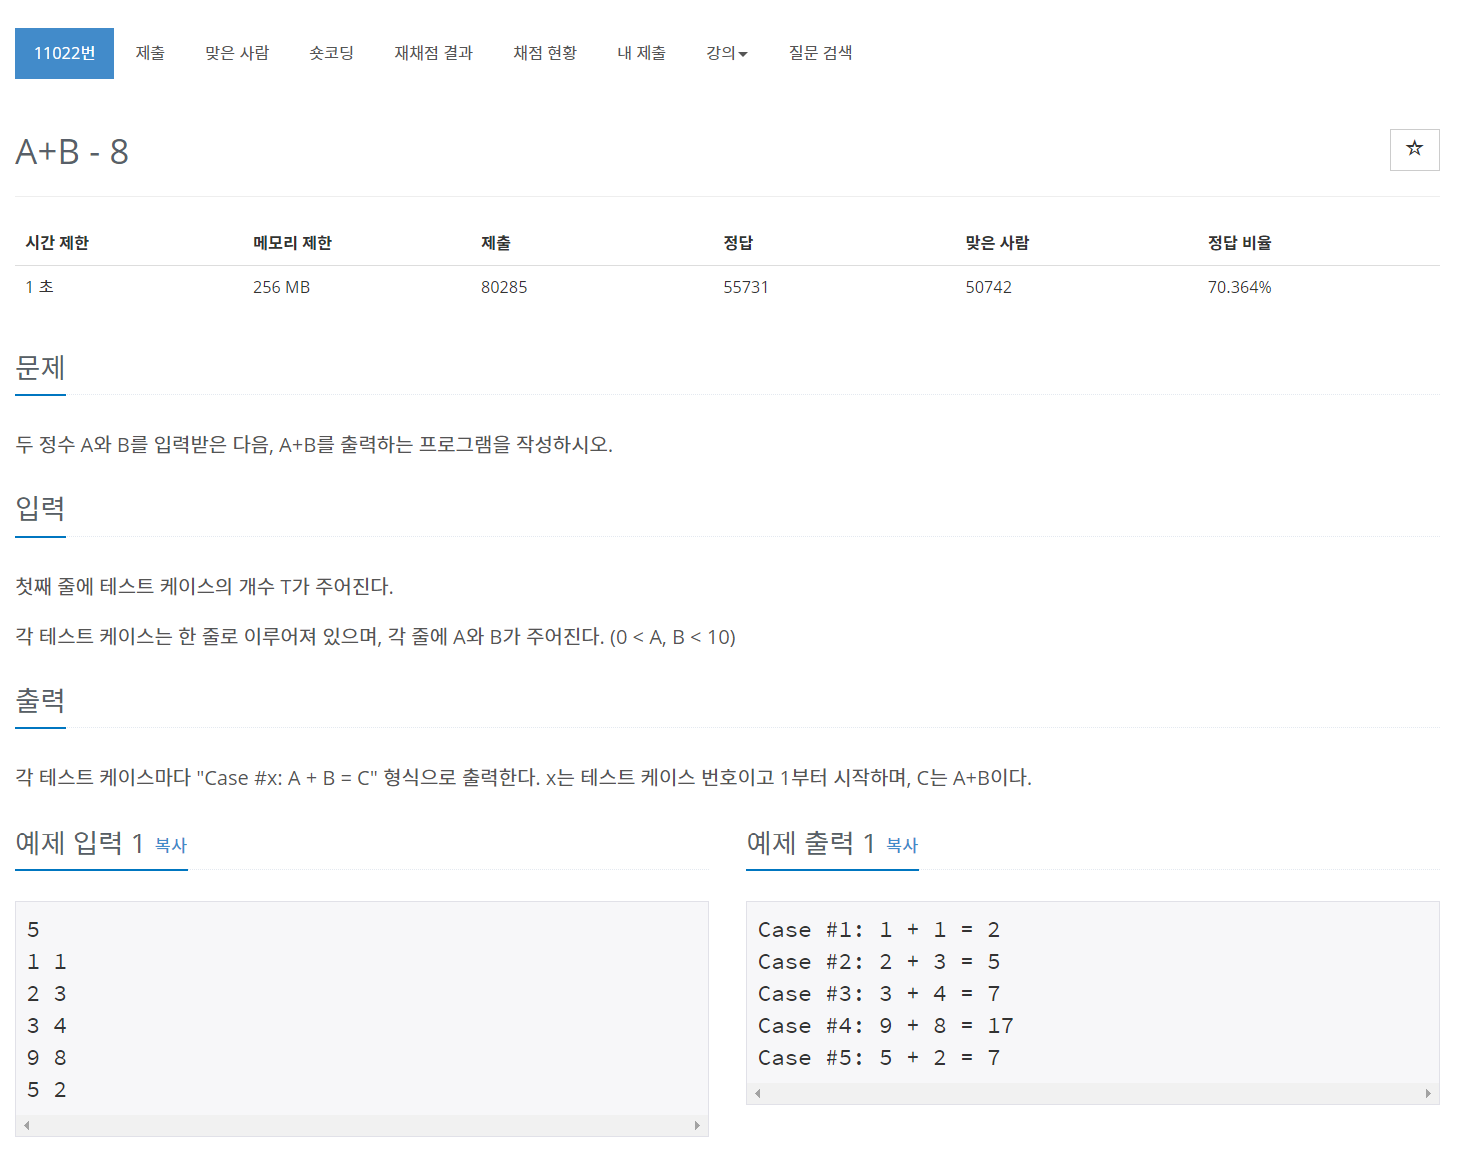 11022번 제출 맞은 사람 숏코딩 재채점 결과 채점 현황 내 제출 강의 질문 검색
A+B - 8
시간 제한 메모리 제한 제출 정답 맞은 사람 정답 비율
1 초 256 MB 80285 55731 50742 70.364%
문제
두 정수 A와 B를 입력받은 다음, A+B를 출력하는 프로그램을 작성하시오.
입력
첫째 줄에 테스트 케이스의 개수 T가 주어진다.
각 테스트 케이스는 한 줄로 이루어져 있으며, 각 줄에 A와 B가 주어진다. (0 < A, B < 10)
출력
각 테스트 케이스마다 "Case #x: A + B = C" 형식으로 출력한다. x는 테스트 케이스 번호이고 1부터 시작하며, C는 A+B이다.
예제 입력 1 복사
5
1 1
2 3
3 4
9 8
5 2
예제 출력 1 복사
Case #1: 1 + 1 = 2
Case #2: 2 + 3 = 5
Case #3: 3 + 4 = 7
Case #4: 9 + 8 = 17
Case #5: 5 + 2 = 7